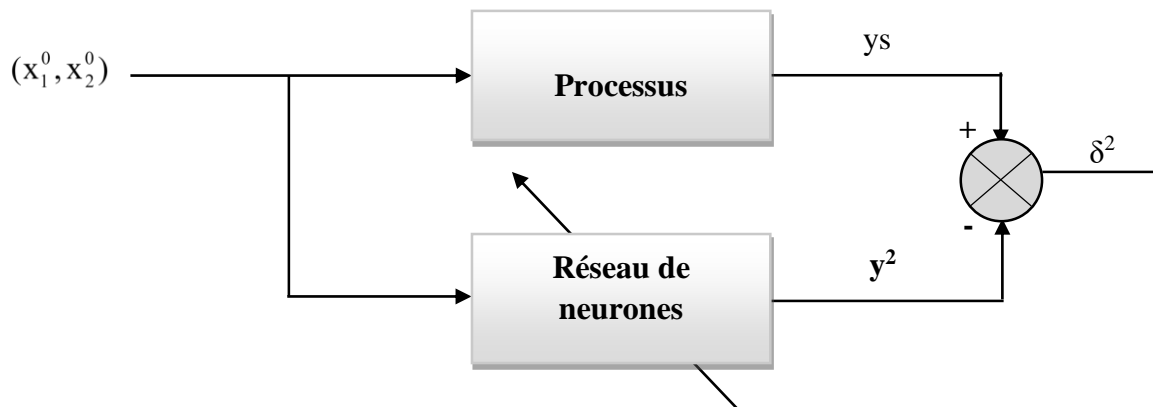 ys
(x₁⁰, x₂⁰)
Processus
+
δ²
-
Réseau de
neurones
y²